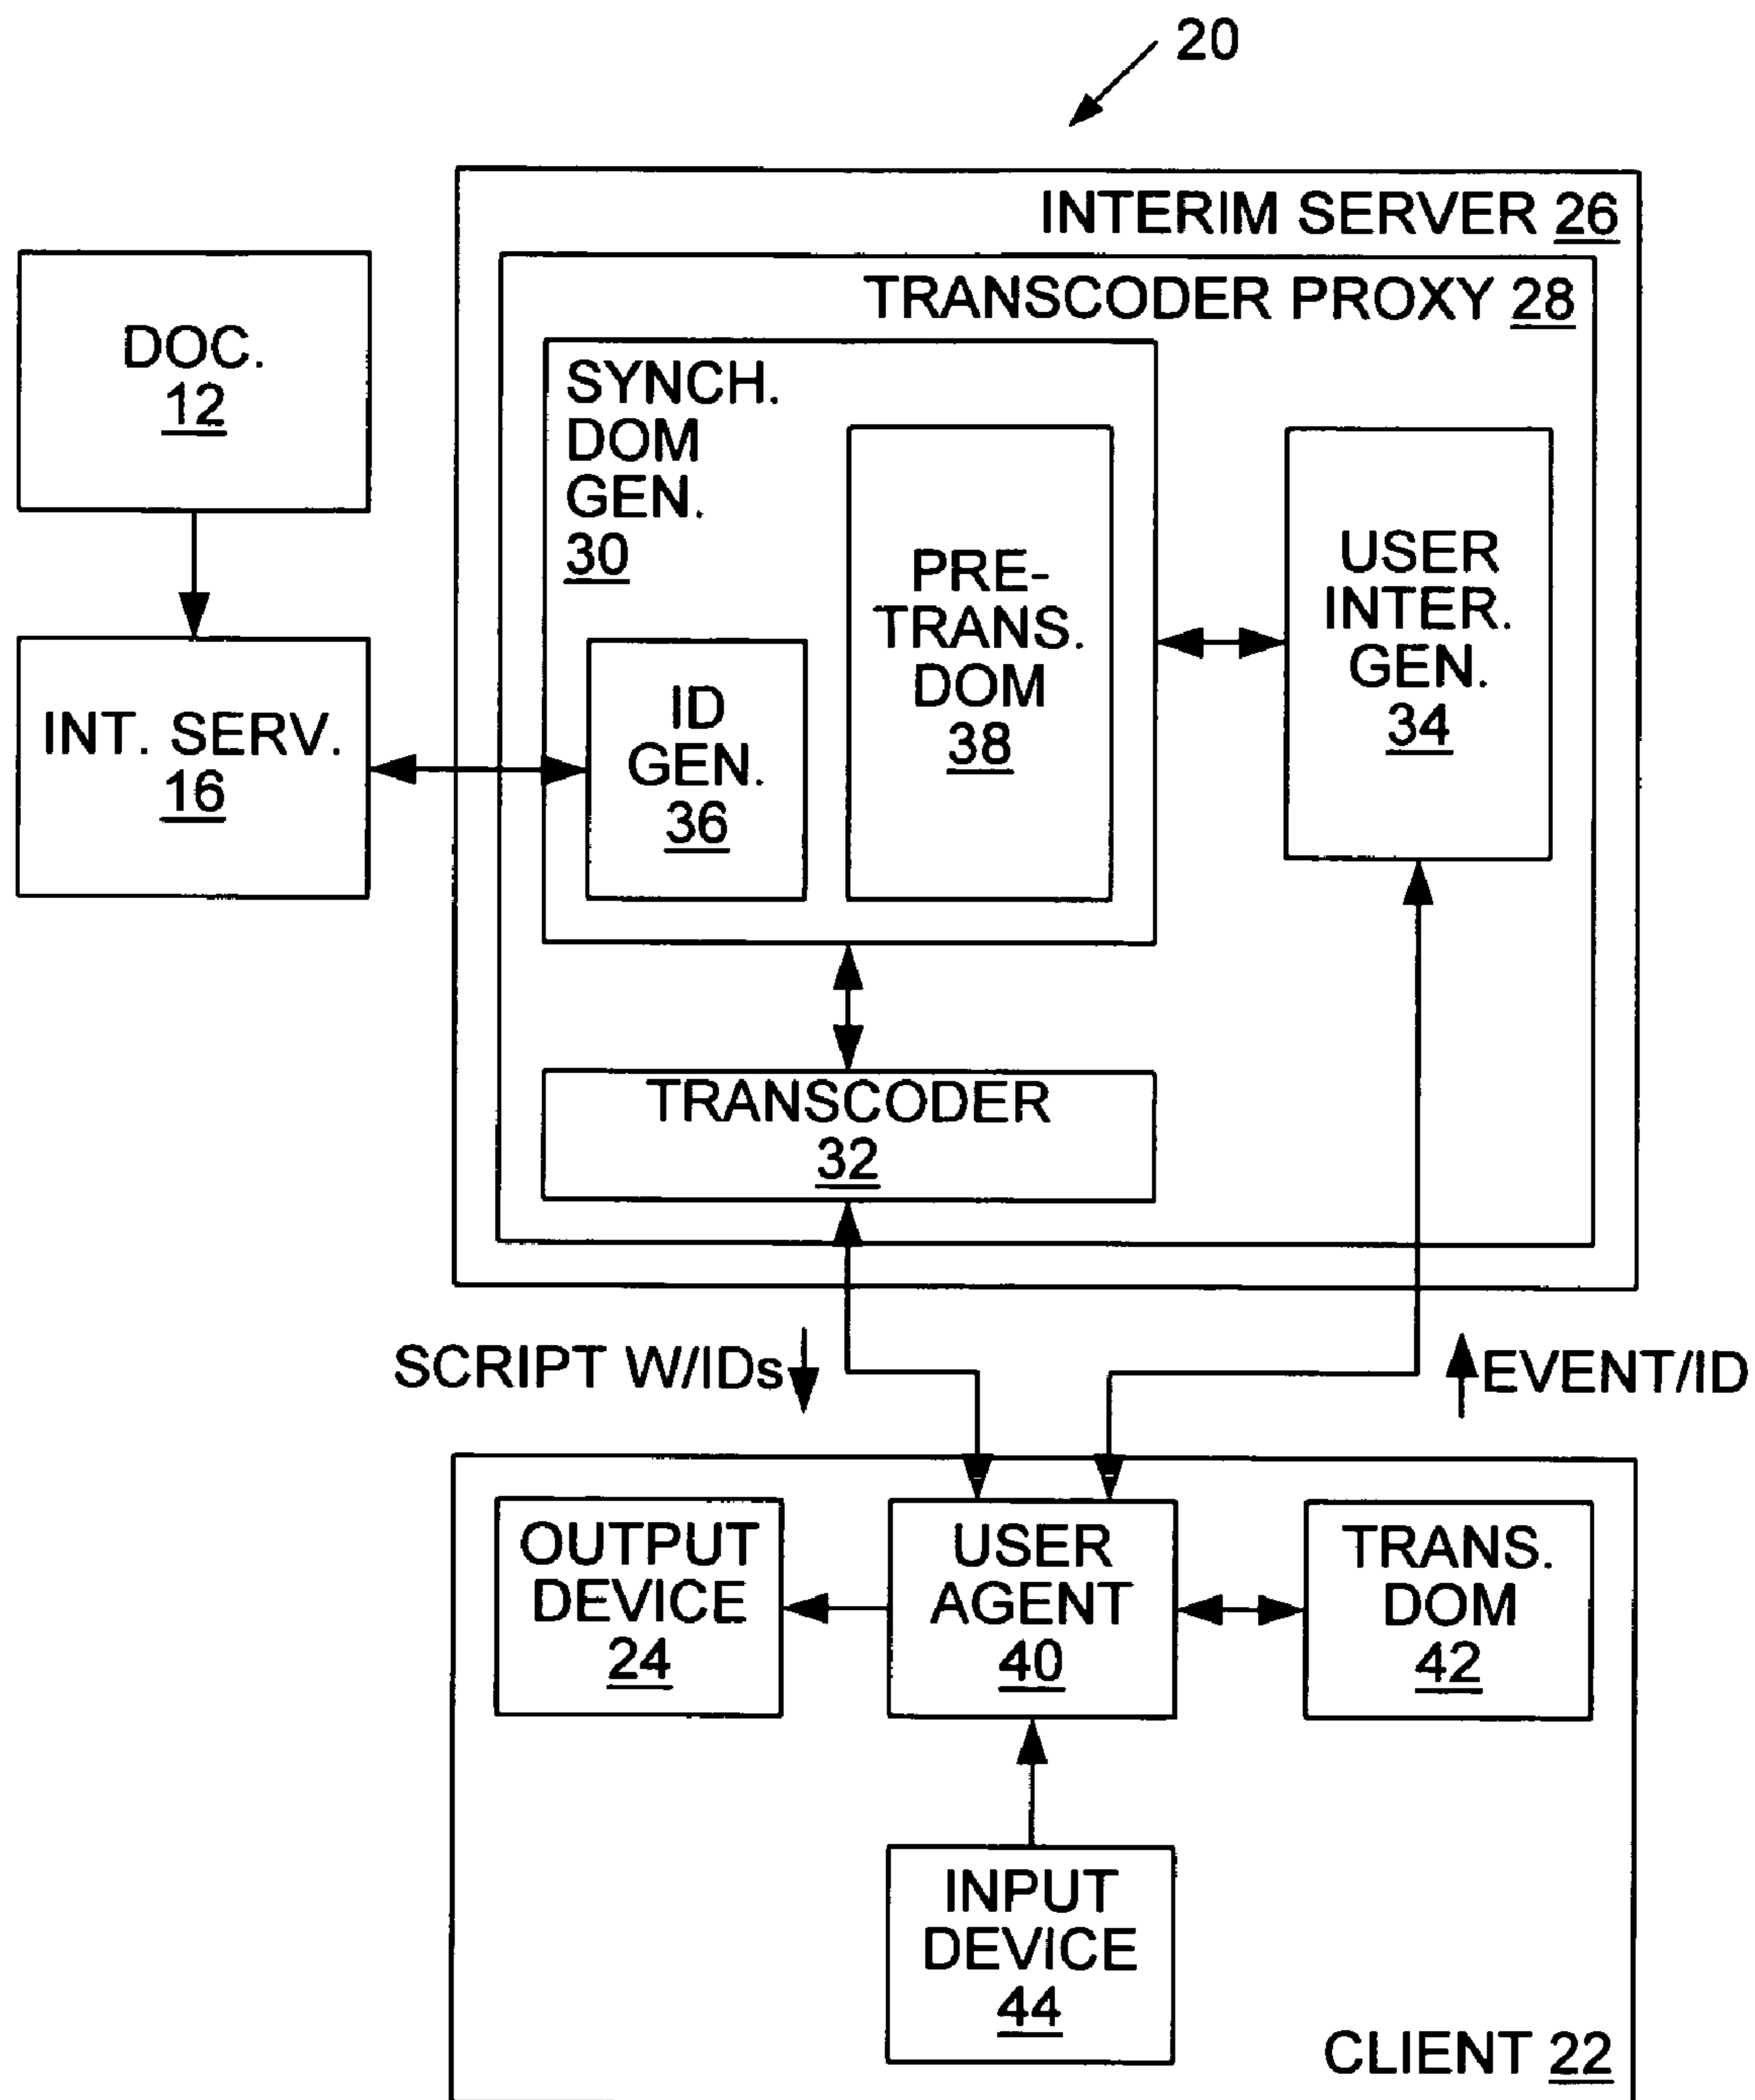 20
INTERIM SERVER 26
TRANSCODER PROXY 28
DOC.
12
SYNCH.
DOM
GEN.
30
PRE-
TRANS.
DOM
38
USER
INTER.
GEN.
34
INT. SERV.
16
ID
GEN.
36
TRANSCODER
32
SCRIPT W/IDs
EVENT/ID
OUTPUT
DEVICE
24
USER
AGENT
40
TRANS.
DOM
42
INPUT
DEVICE
44
CLIENT 22